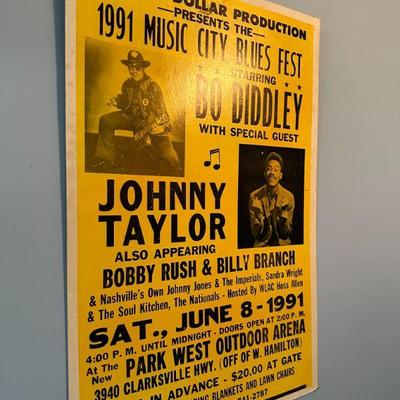 DOLLAR PRODUCTION
—PRESENTS THE—
1991 MUSIC CITY BLUES FEST
STARRING
BO DIDDLEY
WITH SPECIAL GUEST
JOHNNY
TAYLOR
ALSO APPEARING
BOBBY RUSH & BILLY BRANCH
& Nashville's Own Johnny Jones & The Imperials, Sandra Wright
& The Soul Kitchen, The Nationals - Hosted By WLAC Hoss Allen
SAT., JUNE 8 - 1991
4:00 P. M. UNTIL MIDNIGHT - DOORS OPEN AT 2:00 P. M.
At The New PARK WEST OUTDOOR ARENA
3940 CLARKSVILLE HWY. (OFF OF W. HAMILTON)
IN ADVANCE - $20.00 AT GATE
BLANKETS AND LAWN CHAIRS